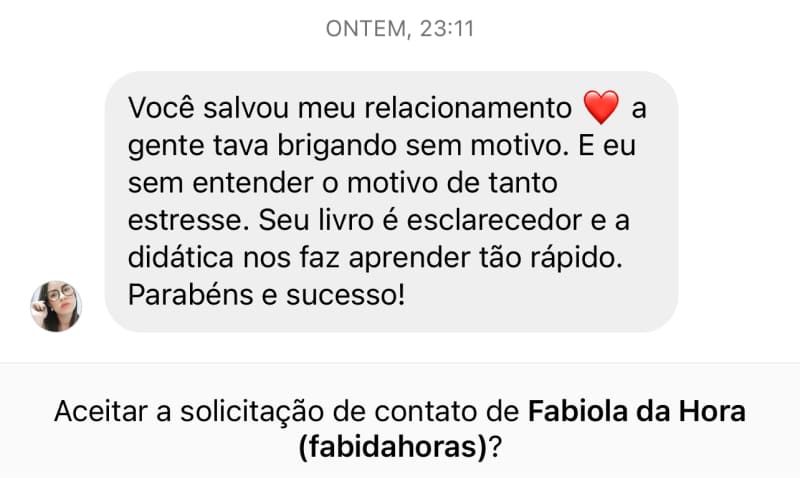 ONTEM, 23:11
Você salvou meu relacionamento ❤️ a
gente tava brigando sem motivo. E eu
sem entender o motivo de tanto
estresse. Seu livro é esclarecedor e a
didática nos faz aprender tão rápido.
Parabéns e sucesso!
Aceitar a solicitação de contato de Fabiola da Hora
(fabidahoras)?